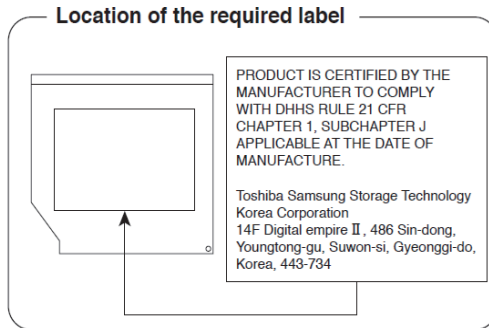 Location of the required label
PRODUCT IS CERTIFIED BY THE
MANUFACTURER TO COMPLY
WITH DHHS RULE 21 CFR
CHAPTER 1, SUBCHAPTER J
APPLICABLE AT THE DATE OF
MANUFACTURE.
Toshiba Samsung Storage Technology
Korea Corporation
14F Digital empire Ⅱ, 486 Sin-dong,
Youngtong-gu, Suwon-si, Gyeonggi-do,
Korea, 443-734